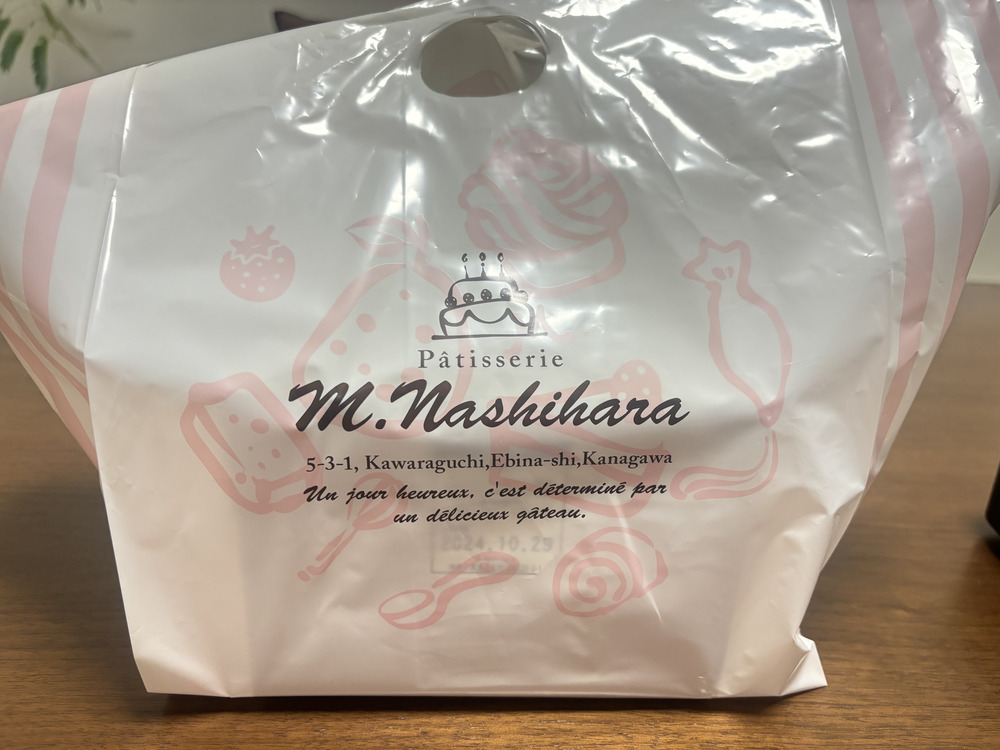 Pâtisserie
M.Nashihara
5-3-1, Kawaraguchi,Ebina-shi,Kanagawa
Un jour heureux, c'est déterminé par
un délicieux gâteau.
2024.10.29